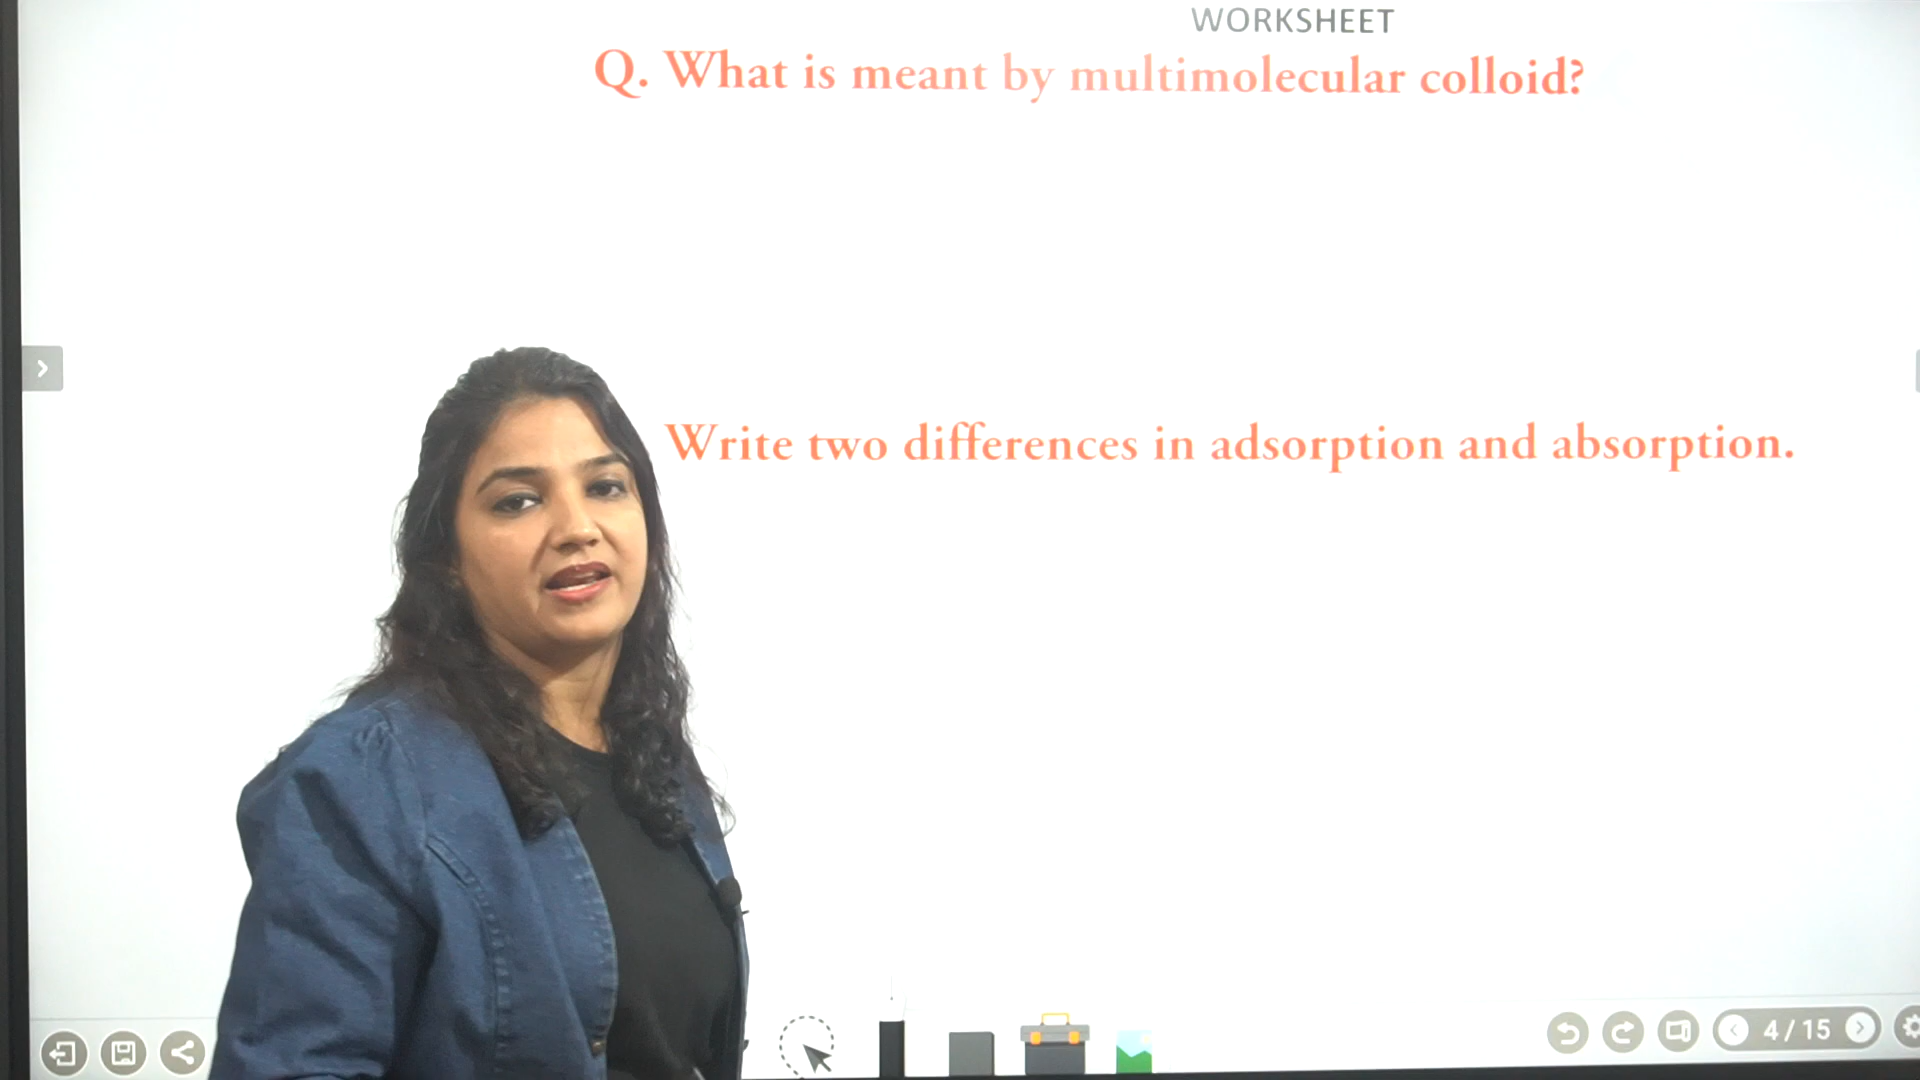 WORKSHEET
Q. What is meant by multimolecular colloid?
Write two differences in adsorption and absorption.
4 / 15